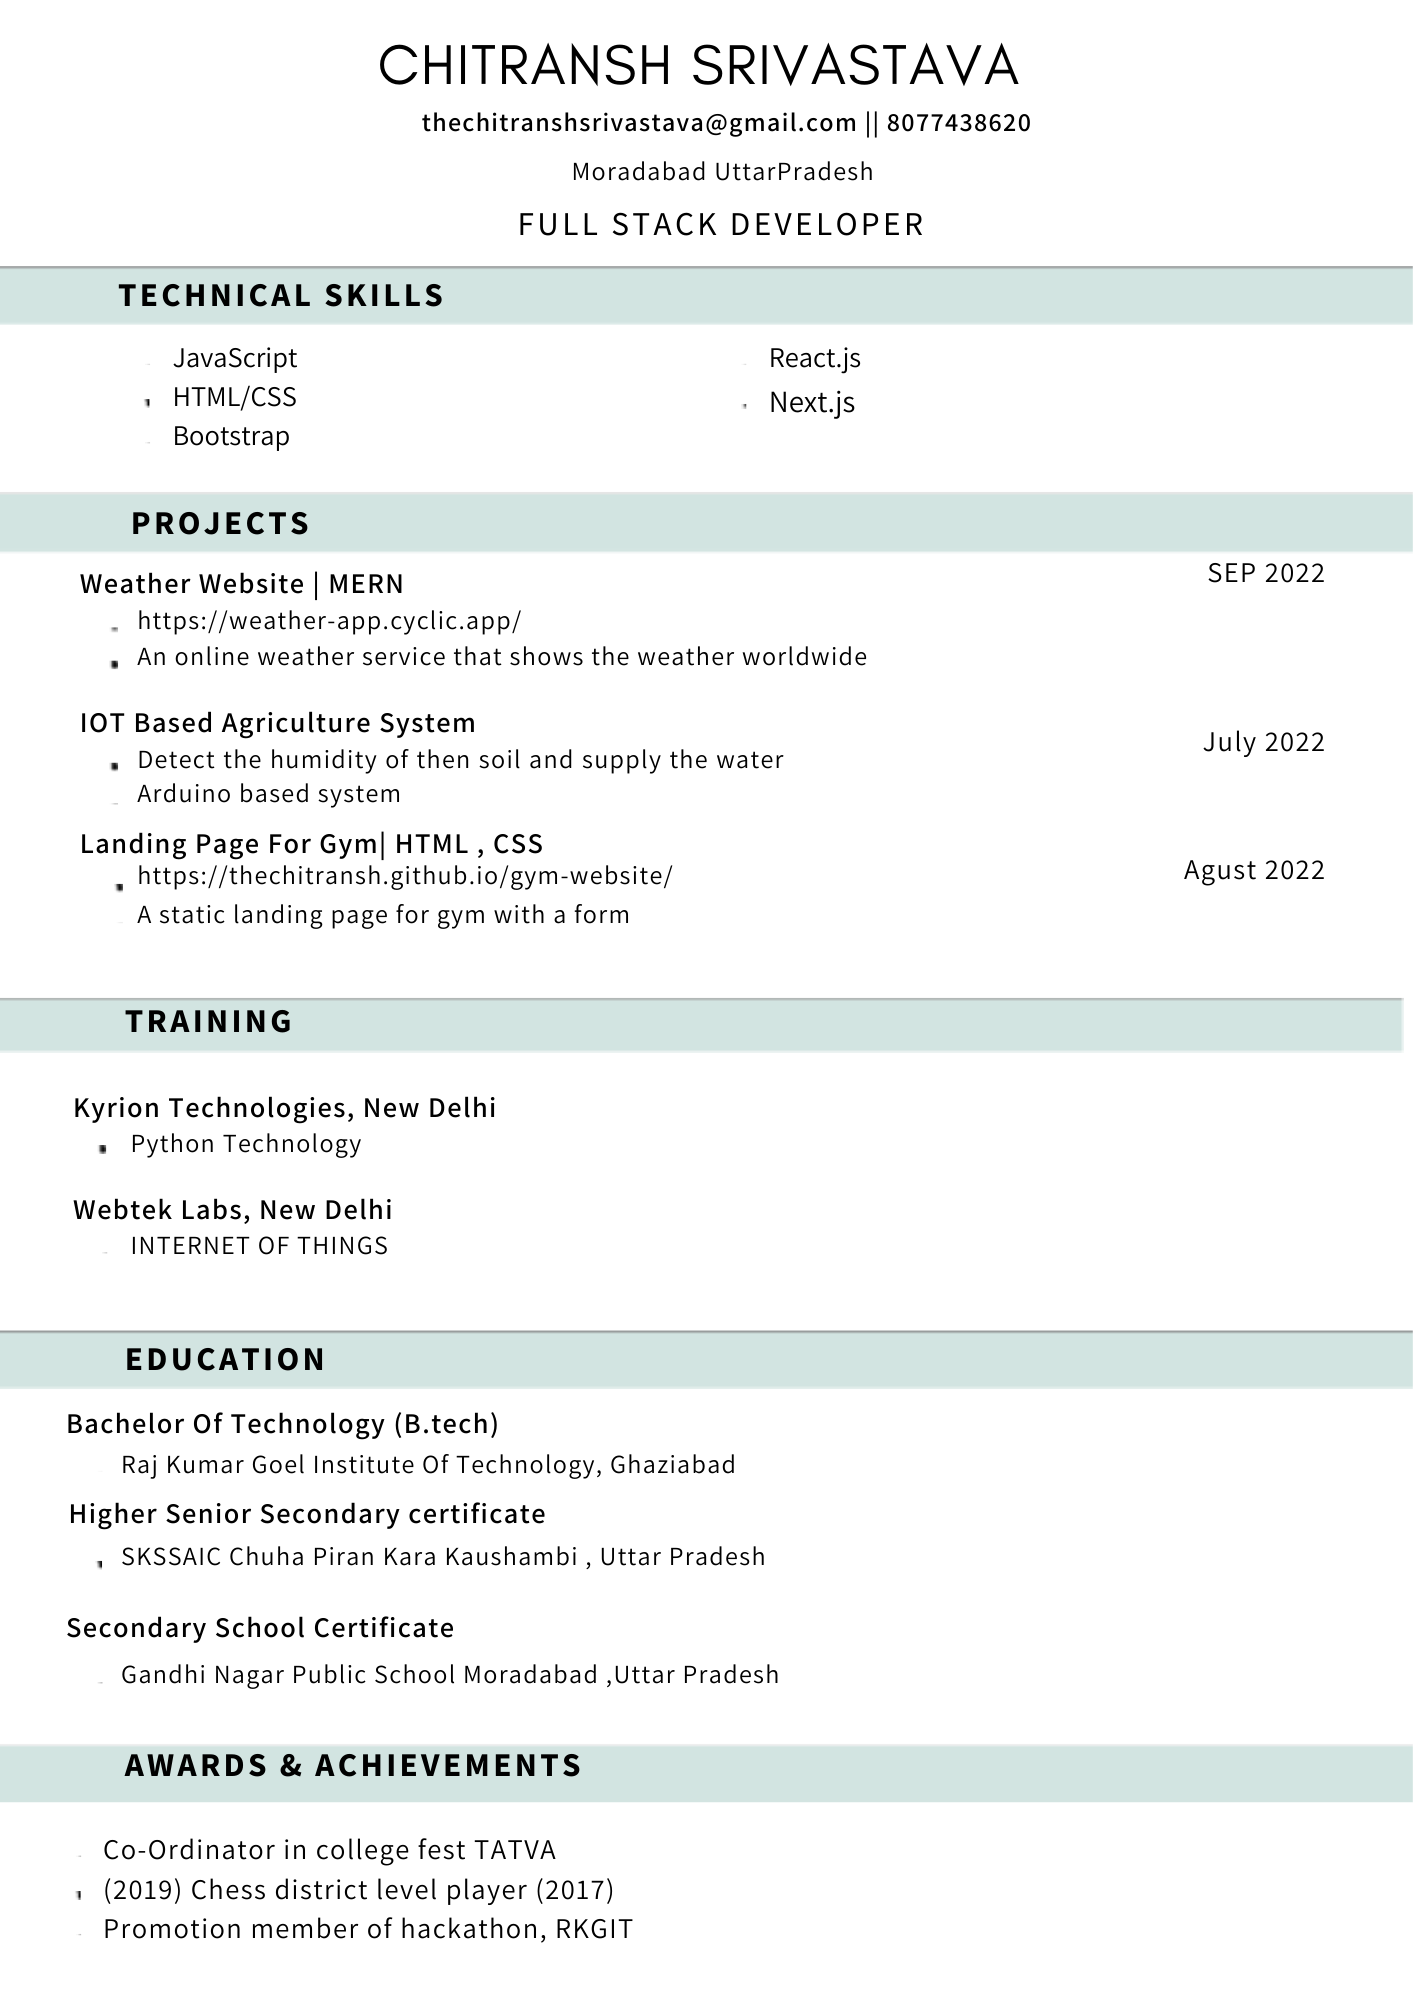 CHITRANSH SRIVASTAVA
thechitranshsrivastava@gmail.com || 8077438620
Moradabad UttarPradesh
FULL STACK DEVELOPER
TECHNICAL SKILLS
JavaScript
HTML/CSS
Bootstrap
React.js
Next.js
PROJECTS
Weather Website | MERN
SEP 2022
https://weather-app.cyclic.app/
An online weather service that shows the weather worldwide
IOT Based Agriculture System
July 2022
Detect the humidity of then soil and supply the water
Arduino based system
Landing Page For Gym| HTML , CSS
Agust 2022
https://thechitransh.github.io/gym-website/
A static landing page for gym with a form
TRAINING
Kyrion Technologies, New Delhi
Python Technology
Webtek Labs, New Delhi
INTERNET OF THINGS
EDUCATION
Bachelor Of Technology (B.tech)
Raj Kumar Goel Institute Of Technology, Ghaziabad
Higher Senior Secondary certificate
SKSSAIC Chuha Piran Kara Kaushambi , Uttar Pradesh
Secondary School Certificate
Gandhi Nagar Public School Moradabad ,Uttar Pradesh
AWARDS & ACHIEVEMENTS
Co-Ordinator in college fest TATVA
(2019) Chess district level player (2017)
Promotion member of hackathon, RKGIT